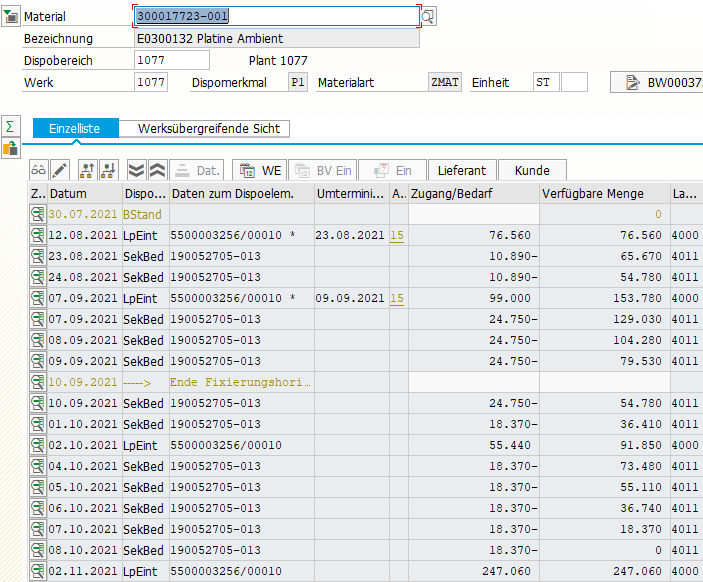 Material 300017723-001
Bezeichnung E0300132 Platine Ambient
Dispobereich 1077 Plant 1077
Werk 1077 Dispomerkmal P1 Materialart ZMAT Einheit ST BW00037
Einzelliste Werksübergreifende Sicht
Dat. WE BV Ein Ein Lieferant Kunde
Z.. Datum Dispo... Daten zum Dispoelem. Umtermini... A.. Zugang/Bedarf Verfügbare Menge La...
30.07.2021 BStand 0
12.08.2021 LpEint 5500003256/00010 * 23.08.2021 15 76.560 76.560 4000
23.08.2021 SekBed 190052705-013 10.890- 65.670 4011
24.08.2021 SekBed 190052705-013 10.890- 54.780 4011
07.09.2021 LpEint 5500003256/00010 * 09.09.2021 15 99.000 153.780 4000
07.09.2021 SekBed 190052705-013 24.750- 129.030 4011
08.09.2021 SekBed 190052705-013 24.750- 104.280 4011
09.09.2021 SekBed 190052705-013 24.750- 79.530 4011
10.09.2021 -----> Ende Fixierungshori...
10.09.2021 SekBed 190052705-013 24.750- 54.780 4011
01.10.2021 SekBed 190052705-013 18.370- 36.410 4011
02.10.2021 LpEint 5500003256/00010 55.440 91.850 4000
04.10.2021 SekBed 190052705-013 18.370- 73.480 4011
05.10.2021 SekBed 190052705-013 18.370- 55.110 4011
06.10.2021 SekBed 190052705-013 18.370- 36.740 4011
07.10.2021 SekBed 190052705-013 18.370- 18.370 4011
08.10.2021 SekBed 190052705-013 18.370- 0 4011
02.11.2021 LpEint 5500003256/00010 247.060 247.060 4000